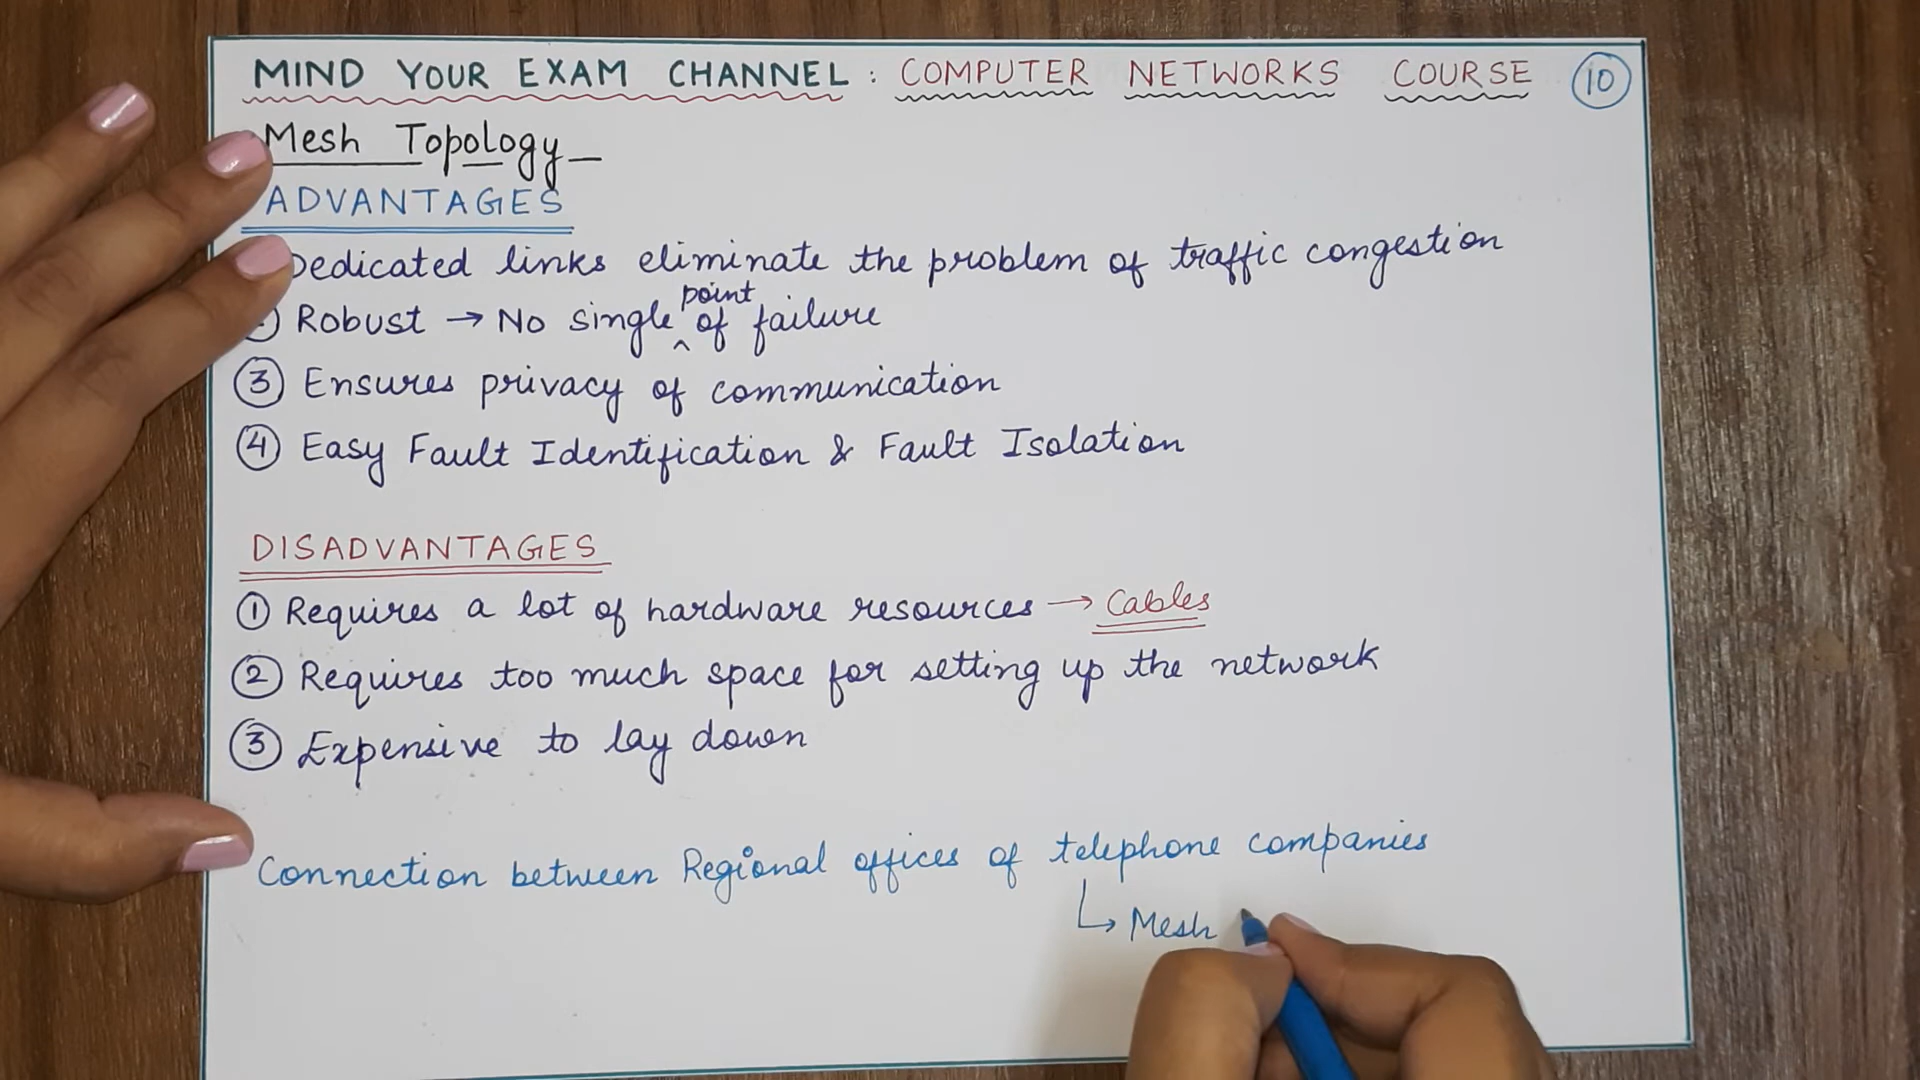 MIND YOUR EXAM CHANNEL : COMPUTER NETWORKS COURSE 10
Mesh Topology
ADVANTAGES
Dedicated links eliminate the problem of traffic congestion
Robust → No single point of failure
3 Ensures privacy of communication
4 Easy Fault Identification & Fault Isolation
DISADVANTAGES
1 Requires a lot of hardware resources → Cables
2 Requires too much space for setting up the network
3 Expensive to lay down
Connection between Regional offices of telephone companies
↳ Mesh